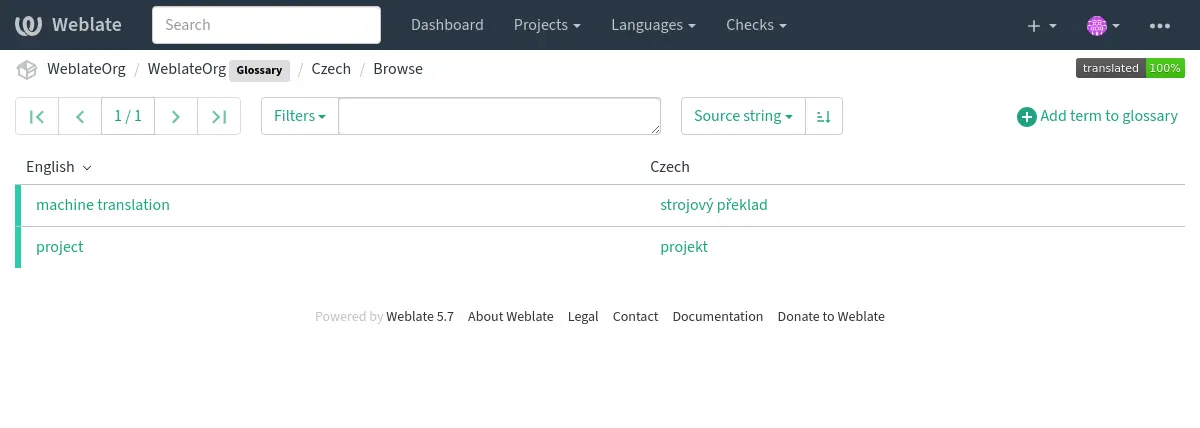 Weblate Search Dashboard Projects Languages Checks
WeblateOrg / WeblateOrg Glossary / Czech / Browse translated 100%
1 / 1 Filters Source string Add term to glossary
English Czech
machine translation strojový překlad
project projekt
Powered by Weblate 5.7 About Weblate Legal Contact Documentation Donate to Weblate